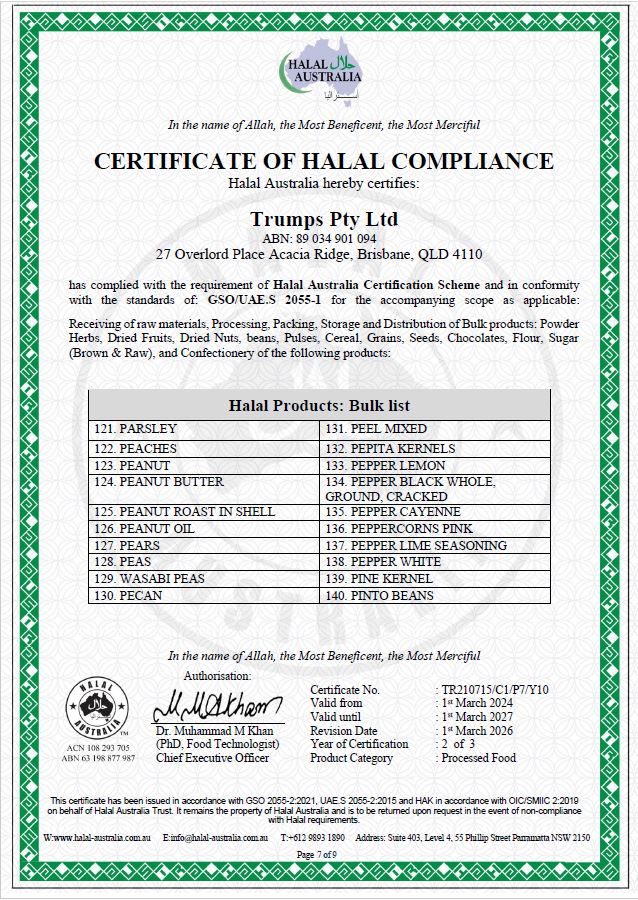 HALAL حلال
AUSTRALIA
أستراليا
In the name of Allah, the Most Beneficent, the Most Merciful
CERTIFICATE OF HALAL COMPLIANCE
Halal Australia hereby certifies:
Trumps Pty Ltd
ABN: 89 034 901 094
27 Overlord Place Acacia Ridge, Brisbane, QLD 4110
has complied with the requirement of Halal Australia Certification Scheme and in conformity
with the standards of: GSO/UAE.S 2055-1 for the accompanying scope as applicable:
Receiving of raw materials, Processing, Packing, Storage and Distribution of Bulk products: Powder
Herbs, Dried Fruits, Dried Nuts, beans, Pulses, Cereal, Grains, Seeds, Chocolates, Flour, Sugar
(Brown & Raw), and Confectionery of the following products:
Halal Products: Bulk list
121. PARSLEY 131. PEEL MIXED
122. PEACHES 132. PEPITA KERNELS
123. PEANUT 133. PEPPER LEMON
124. PEANUT BUTTER 134. PEPPER BLACK WHOLE,
GROUND, CRACKED
125. PEANUT ROAST IN SHELL 135. PEPPER CAYENNE
126. PEANUT OIL 136. PEPPERCORNS PINK
127. PEARS 137. PEPPER LIME SEASONING
128. PEAS 138. PEPPER WHITE
129. WASABI PEAS 139. PINE KERNEL
130. PECAN 140. PINTO BEANS
In the name of Allah, the Most Beneficent, the Most Merciful
Authorisation:
HALAL
حلال
AUSTRALIA
TM
ACN 108 293 705
ABN 63 198 877 987
M. M. Khan
Dr. Muhammad M Khan
(PhD, Food Technologist)
Chief Executive Officer
Certificate No. : TR210715/C1/P7/Y10
Valid from : 1st March 2024
Valid until : 1st March 2027
Revision Date : 1st March 2026
Year of Certification : 2 of 3
Product Category : Processed Food
This certificate has been issued in accordance with GSO 2055-2:2021, UAE.S 2055-2:2015 and HAK in accordance with OIC/SMIIC 2:2019
on behalf of Halal Australia Trust. It remains the property of Halal Australia and is to be returned upon request in the event of non-compliance
with Halal requirements.
W:www.halal-australia.com.au E:info@halal-australia.com.au T:+612 9893 1890 Address: Suite 403, Level 4, 55 Phillip Street Parramatta NSW 2150
Page 7 of 9